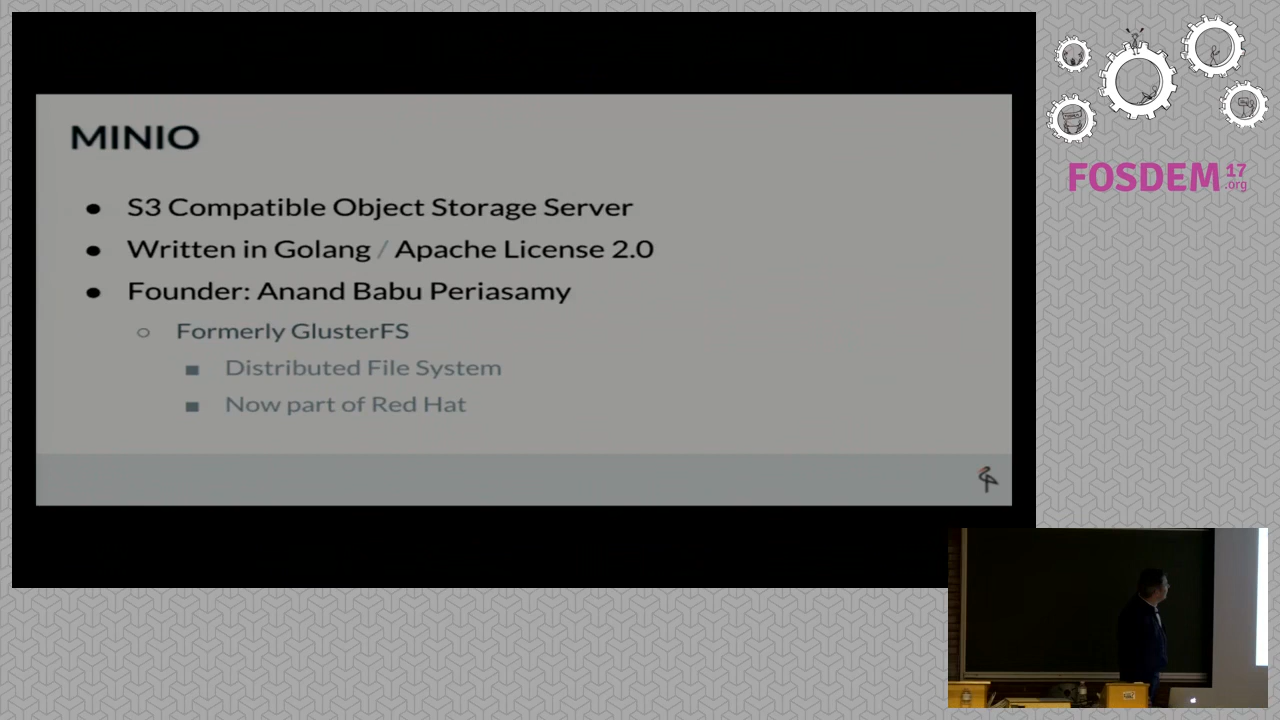 MINIO
S3 Compatible Object Storage Server
Written in Golang / Apache License 2.0
Founder: Anand Babu Periasamy
Formerly GlusterFS
Distributed File System
Now part of Red Hat
FOSDEM 17
.org